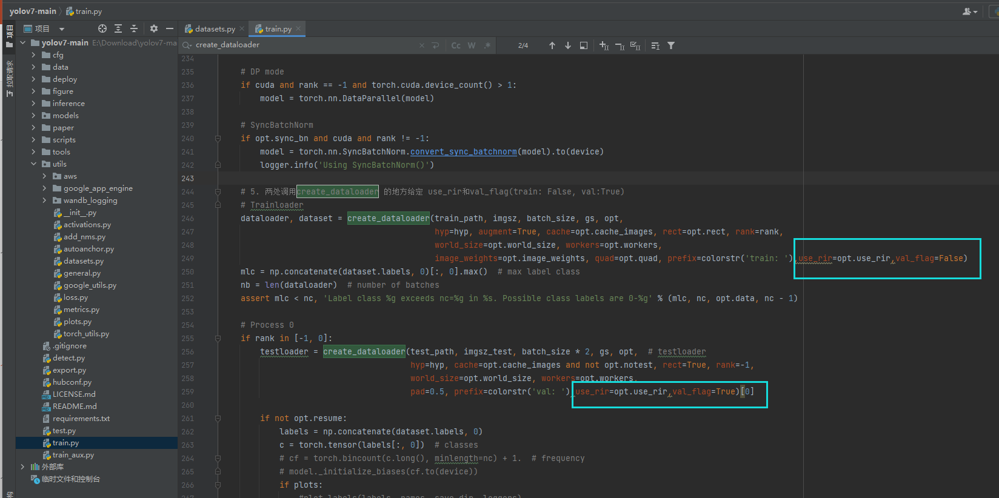 yolov7-main
train.py
项目
datasets.py
train.py
create_dataloader
Cc
W
.*
2/4
项目
拉取请求
yolov7-main E:\Download\yolov7-ma
cfg
data
deploy
figure
inference
models
paper
scripts
tools
utils
aws
google_app_engine
wandb_logging
__init__.py
activations.py
add_nms.py
autoanchor.py
datasets.py
general.py
google_utils.py
loss.py
metrics.py
plots.py
torch_utils.py
.gitignore
detect.py
export.py
hubconf.py
LICENSE.md
README.md
requirements.txt
test.py
train.py
train_aux.py
外部库
临时文件和控制台
构
234
235 # DP mode
236 if cuda and rank == -1 and torch.cuda.device_count() > 1:
237 model = torch.nn.DataParallel(model)
238
239 # SyncBatchNorm
240 if opt.sync_bn and cuda and rank != -1:
241 model = torch.nn.SyncBatchNorm.convert_sync_batchnorm(model).to(device)
242 logger.info('Using SyncBatchNorm()')
243
244 # 5. 两处调用create_dataloader 的地方给定 use_rir和val_flag(train: False, val:True)
245 # Trainloader
246 dataloader, dataset = create_dataloader(train_path, imgsz, batch_size, gs, opt,
247 hyp=hyp, augment=True, cache=opt.cache_images, rect=opt.rect, rank=rank,
248 world_size=opt.world_size, workers=opt.workers,
249 image_weights=opt.image_weights, quad=opt.quad, prefix=colorstr('train: '),use_rir=opt.use_rir,val_flag=False)
250 mlc = np.concatenate(dataset.labels, 0)[:, 0].max() # max label class
251 nb = len(dataloader) # number of batches
252 assert mlc < nc, 'Label class %g exceeds nc=%g in %s. Possible class labels are 0-%g' % (mlc, nc, opt.data, nc - 1)
253
254 # Process 0
255 if rank in [-1, 0]:
256 testloader = create_dataloader(test_path, imgsz_test, batch_size * 2, gs, opt, # testloader
257 hyp=hyp, cache=opt.cache_images and not opt.notest, rect=True, rank=-1,
258 world_size=opt.world_size, workers=opt.workers,
259 pad=0.5, prefix=colorstr('val: '),use_rir=opt.use_rir,val_flag=True)[0]
260
261 if not opt.resume:
262 labels = np.concatenate(dataset.labels, 0)
263 c = torch.tensor(labels[:, 0]) # classes
264 # cf = torch.bincount(c.long(), minlength=nc) + 1. # frequency
265 # model._initialize_biases(cf.to(device))
266 if plots:
267 #plot_labels(labels, names, save_dir, loggers)